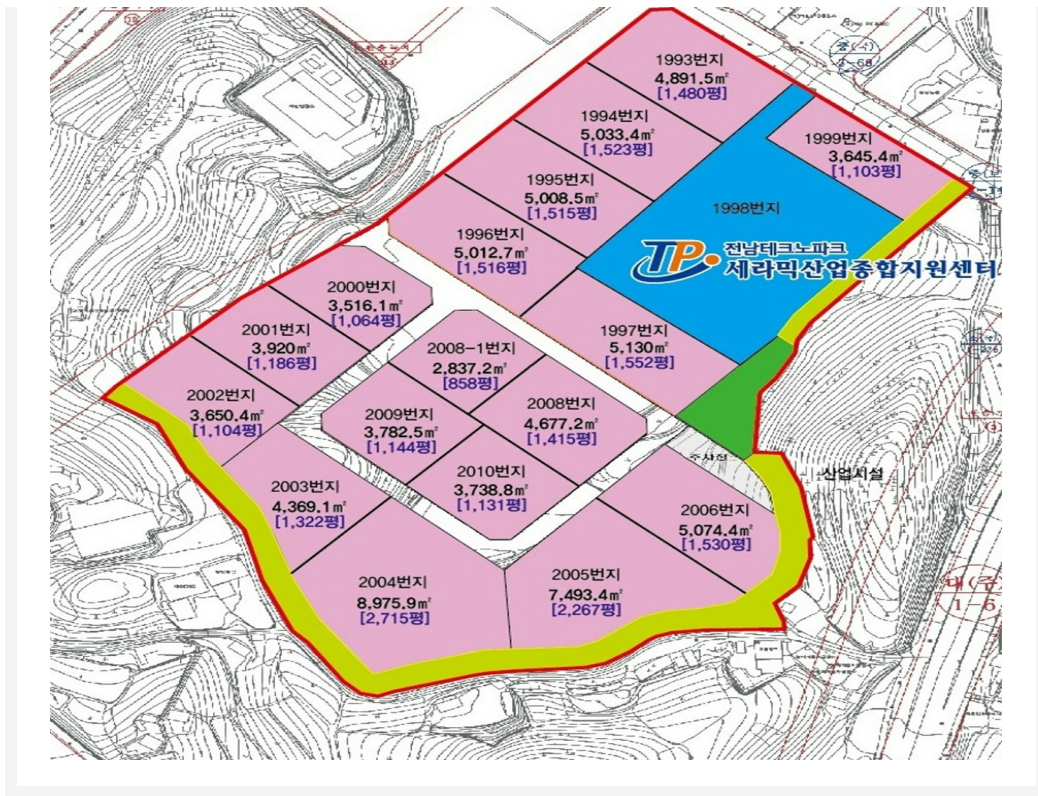 1993번지
4,891.5㎡
[1,480평]
1994번지
5,033.4㎡
[1,523평]
1999번지
3,645.4㎡
[1,103평]
1995번지
5,008.5㎡
[1,515평]
1998번지
1996번지
5,012.7㎡
[1,516평]
TP
전남테크노파크
세라믹산업종합지원센터
2000번지
3,516.1㎡
[1,064평]
2001번지
3,920㎡
[1,186평]
1997번지
5,130㎡
[1,552평]
2008-1번지
2,837.2㎡
[858평]
2002번지
3,650.4㎡
[1,104평]
2009번지
3,782.5㎡
[1,144평]
2008번지
4,677.2㎡
[1,415평]
주차장
산업시설
2010번지
3,738.8㎡
[1,131평]
2003번지
4,369.1㎡
[1,322평]
2006번지
5,074.4㎡
[1,530평]
2004번지
8,975.9㎡
[2,715평]
2005번지
7,493.4㎡
[2,267평]
대(주)
1-6